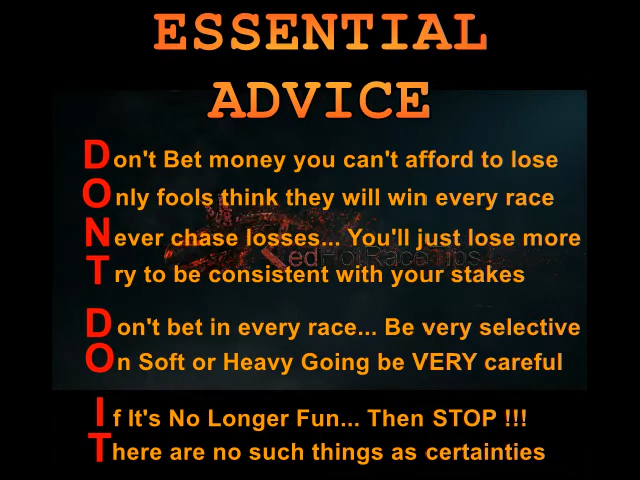 ESSENTIAL
ADVICE
Don't Bet money you can't afford to lose
Only fools think they will win every race
Never chase losses... You'll just lose more
RedHotRaceTips
Try to be consistent with your stakes
Don't bet in every race... Be very selective
On Soft or Heavy Going be VERY careful
If It's No Longer Fun... Then STOP !!!
There are no such things as certainties